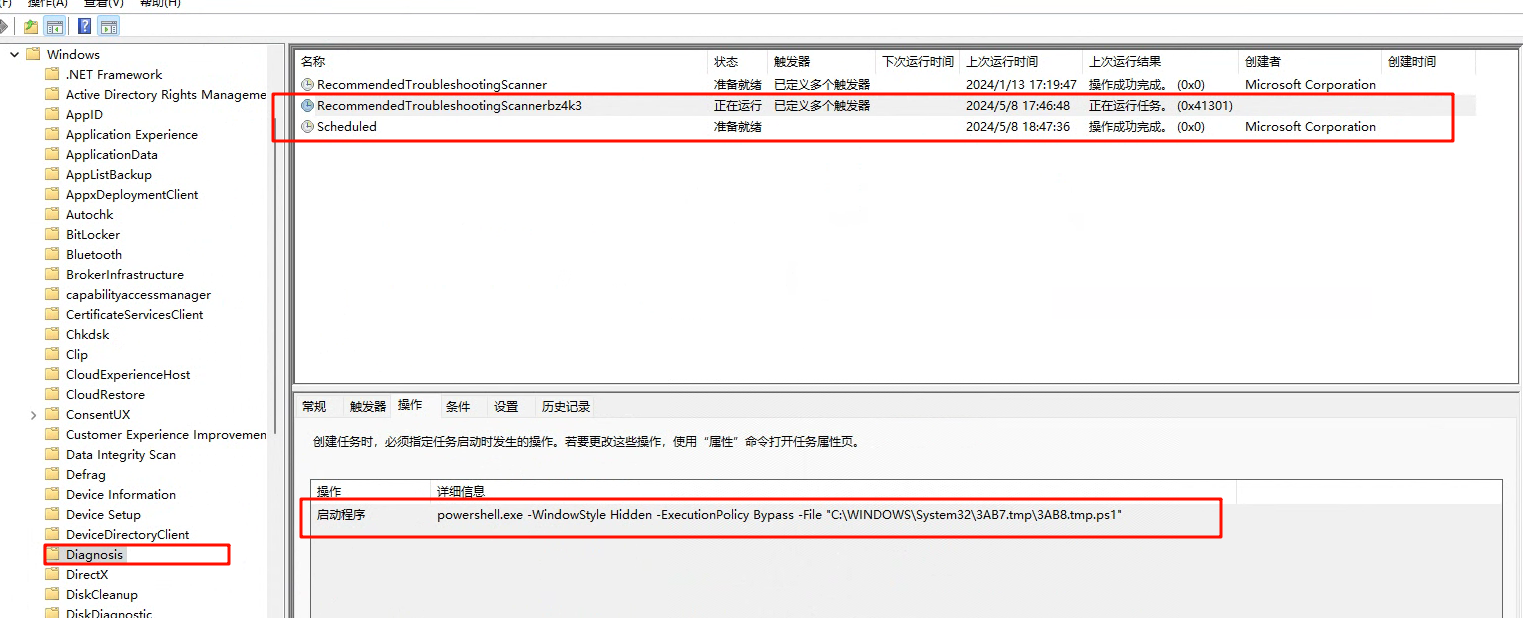 操作(A) 查看(V) 帮助(H)
Windows
.NET Framework
Active Directory Rights Manageme
AppID
Application Experience
ApplicationData
AppListBackup
AppxDeploymentClient
Autochk
BitLocker
Bluetooth
BrokerInfrastructure
capabilityaccessmanager
CertificateServicesClient
Chkdsk
Clip
CloudExperienceHost
CloudRestore
ConsentUX
Customer Experience Improvemen
Data Integrity Scan
Defrag
Device Information
Device Setup
DeviceDirectoryClient
Diagnosis
DirectX
DiskCleanup
DiskDiagnostic
名称 状态 触发器 下次运行时间 上次运行时间 上次运行结果 创建者 创建时间
RecommendedTroubleshootingScanner 准备就绪 已定义多个触发器 2024/1/13 17:19:47 操作成功完成。 (0x0) Microsoft Corporation
RecommendedTroubleshootingScannerbz4k3 正在运行 已定义多个触发器 2024/5/8 17:46:48 正在运行任务。 (0x41301)
Scheduled 准备就绪 2024/5/8 18:47:36 操作成功完成。 (0x0) Microsoft Corporation
常规 触发器 操作 条件 设置 历史记录
创建任务时，必须指定任务启动时发生的操作。若要更改这些操作，使用“属性”命令打开任务属性页。
操作 详细信息
启动程序 powershell.exe -WindowStyle Hidden -ExecutionPolicy Bypass -File "C:\WINDOWS\System32\3AB7.tmp\3AB8.tmp.ps1"